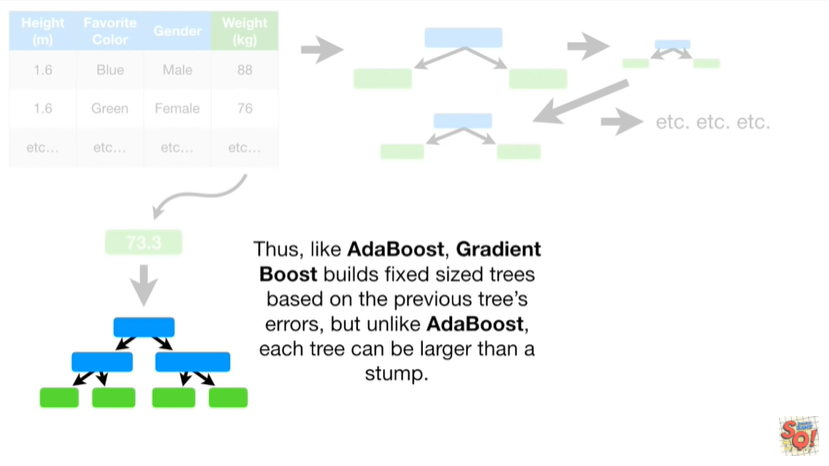 Height (m) Favorite Color Gender Weight (kg)
1.6 Blue Male 88
1.6 Green Female 76
etc... etc... etc... etc...
etc. etc. etc.
73.3
Thus, like AdaBoost, Gradient
Boost builds fixed sized trees
based on the previous tree's
errors, but unlike AdaBoost,
each tree can be larger than a
stump.
SQ!